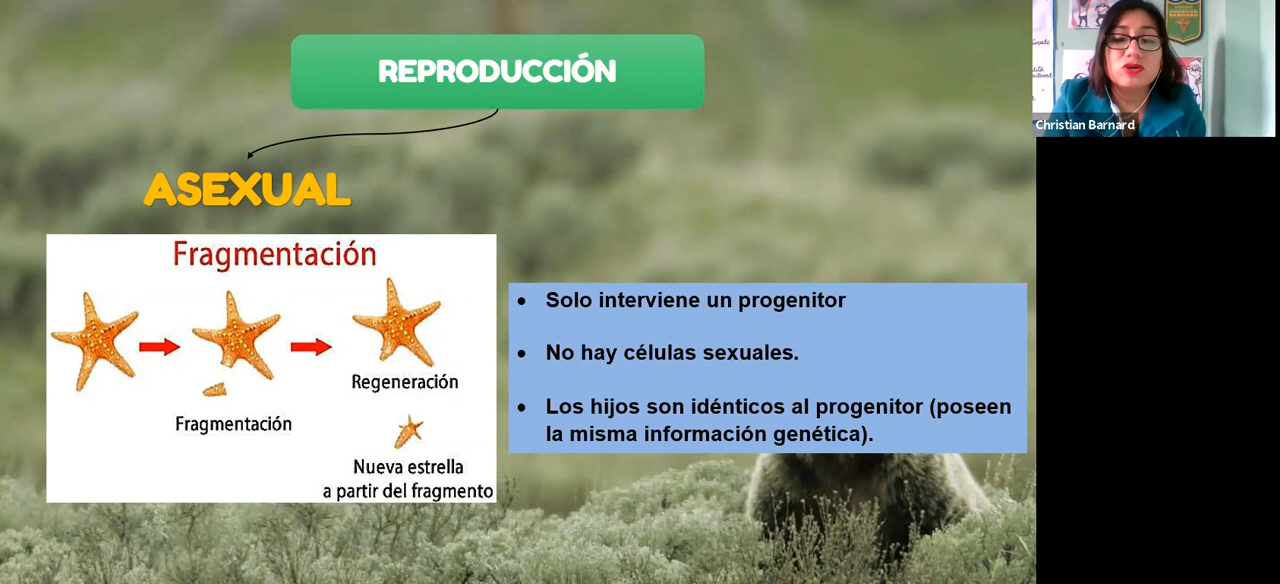 REPRODUCCIÓN
Christian Barnard
ASEXUAL
Fragmentación
Regeneración
Fragmentación
Nueva estrella
a partir del fragmento
• Solo interviene un progenitor
• No hay células sexuales.
• Los hijos son idénticos al progenitor (poseen
la misma información genética).